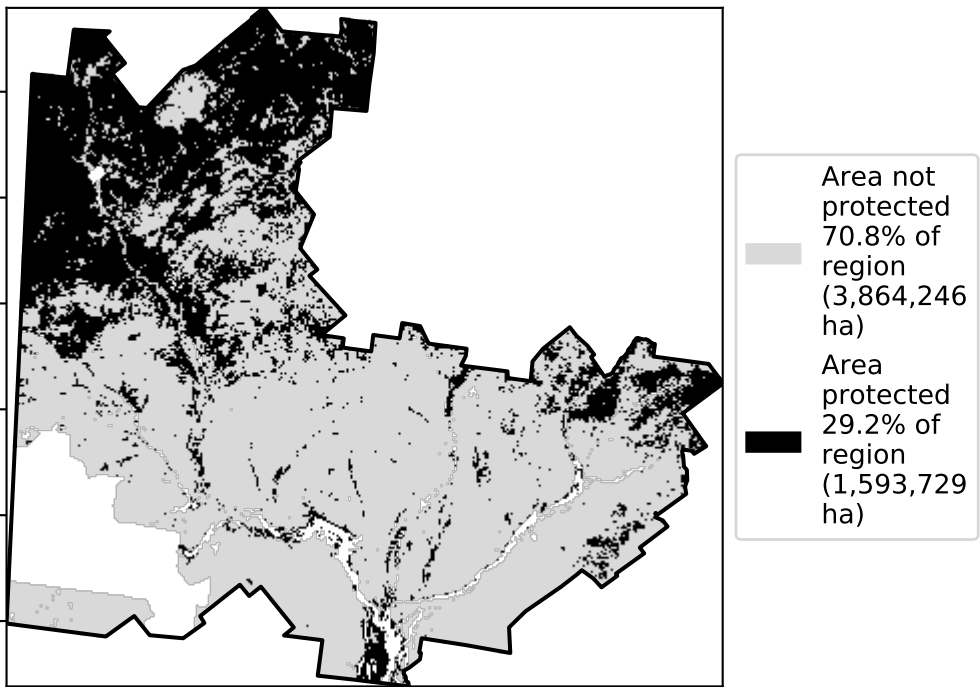 Area not
protected
70.8% of
region
(3,864,246
ha)
Area
protected
29.2% of
region
(1,593,729
ha)